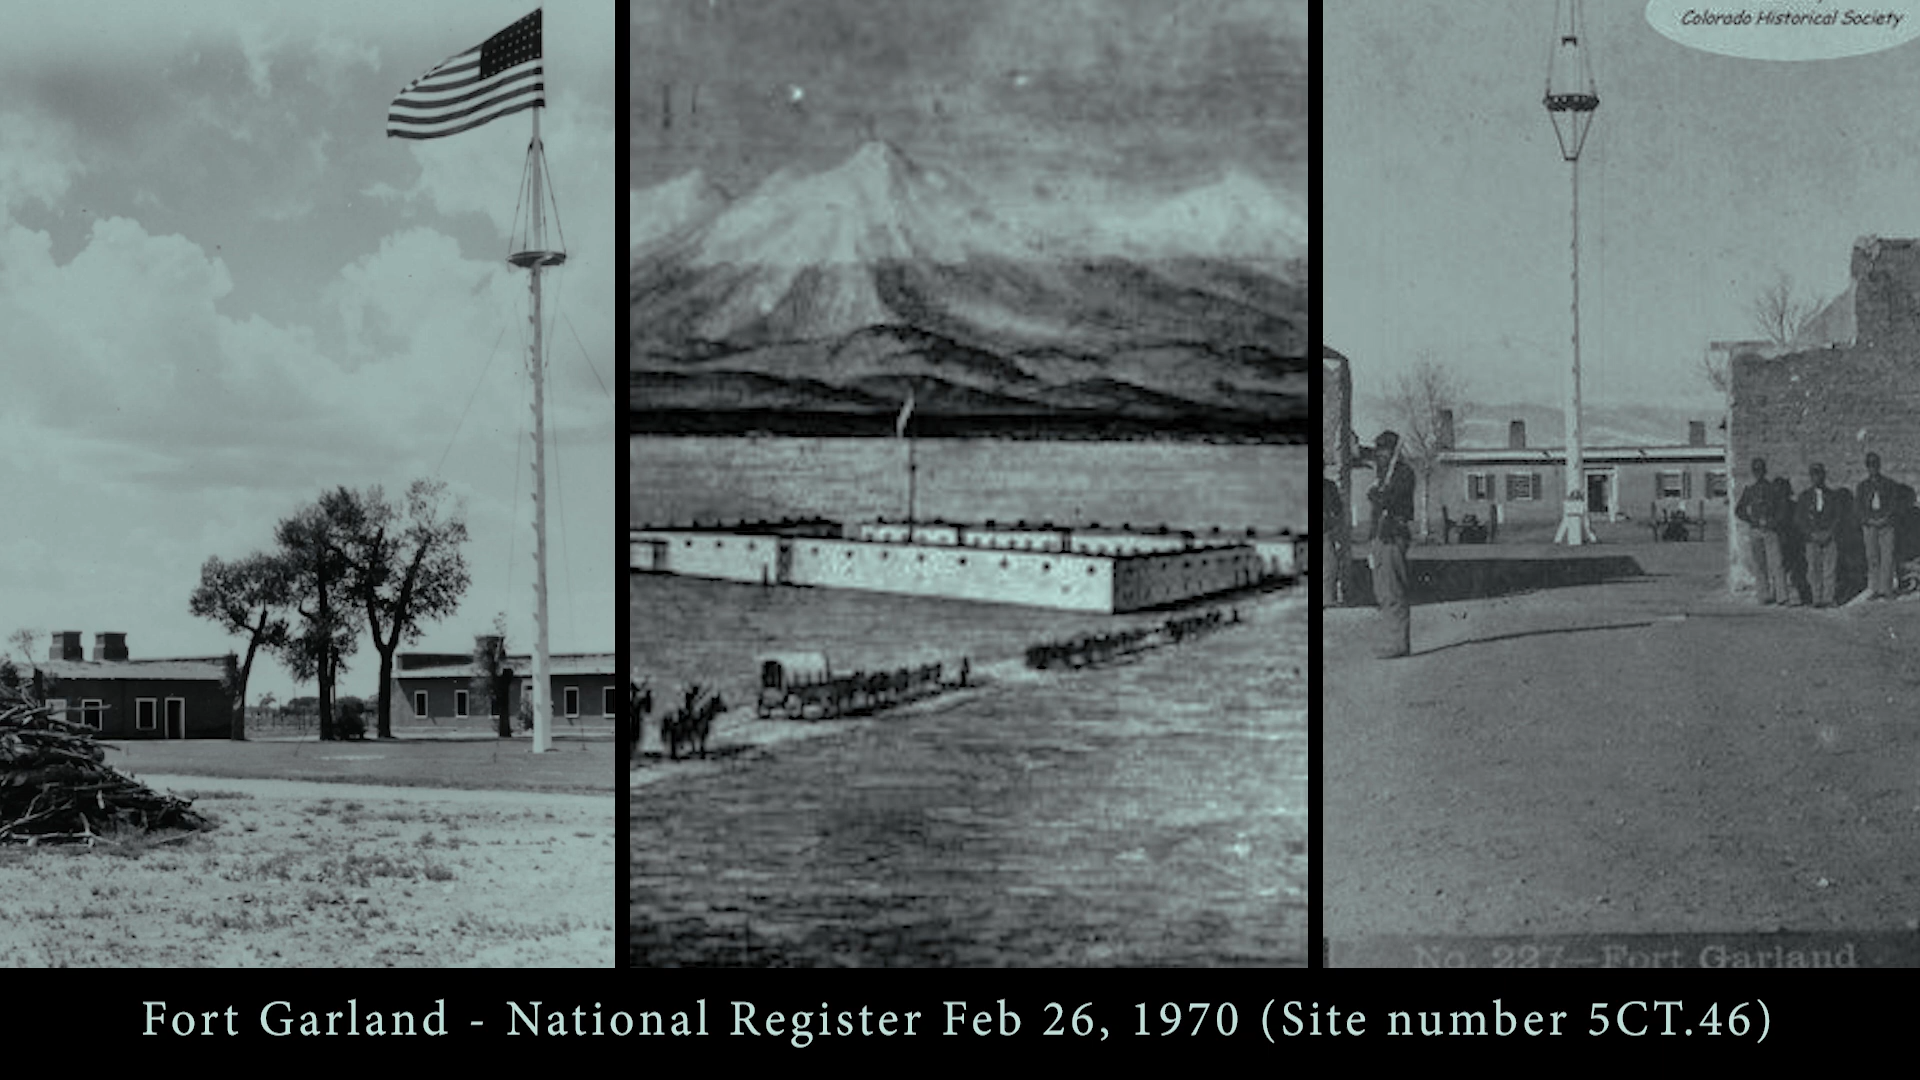 Colorado Historical Society
No. 227—Fort Garland
Fort Garland - National Register Feb 26, 1970 (Site number 5CT.46)